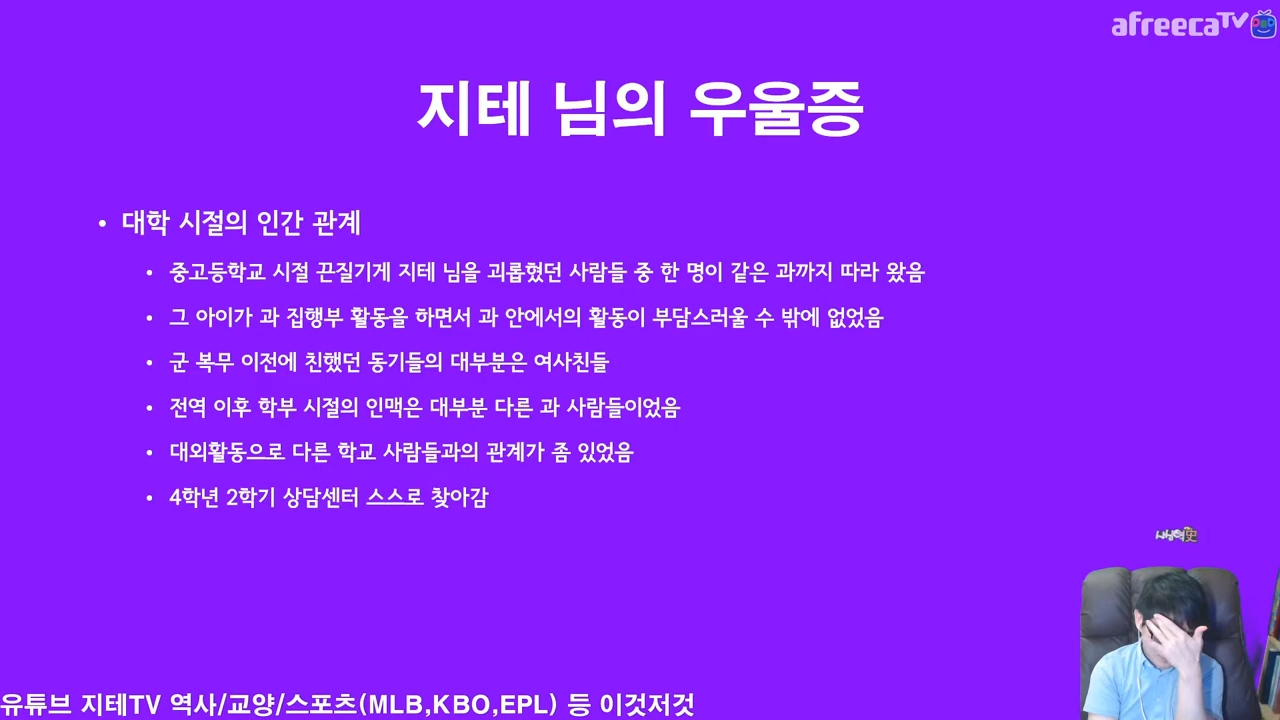 afreecaTV
지테 님의 우울증
• 대학 시절의 인간 관계
• 중고등학교 시절 끈질기게 지테 님을 괴롭혔던 사람들 중 한 명이 같은 과까지 따라 왔음
• 그 아이가 과 집행부 활동을 하면서 과 안에서의 활동이 부담스러울 수 밖에 없었음
• 군 복무 이전에 친했던 동기들의 대부분은 여사친들
• 전역 이후 학부 시절의 인맥은 대부분 다른 과 사람들이었음
• 대외활동으로 다른 학교 사람들과의 관계가 좀 있었음
• 4학년 2학기 상담센터 스스로 찾아감
유튜브 지테TV 역사/교양/스포츠(MLB,KBO,EPL) 등 이것저것